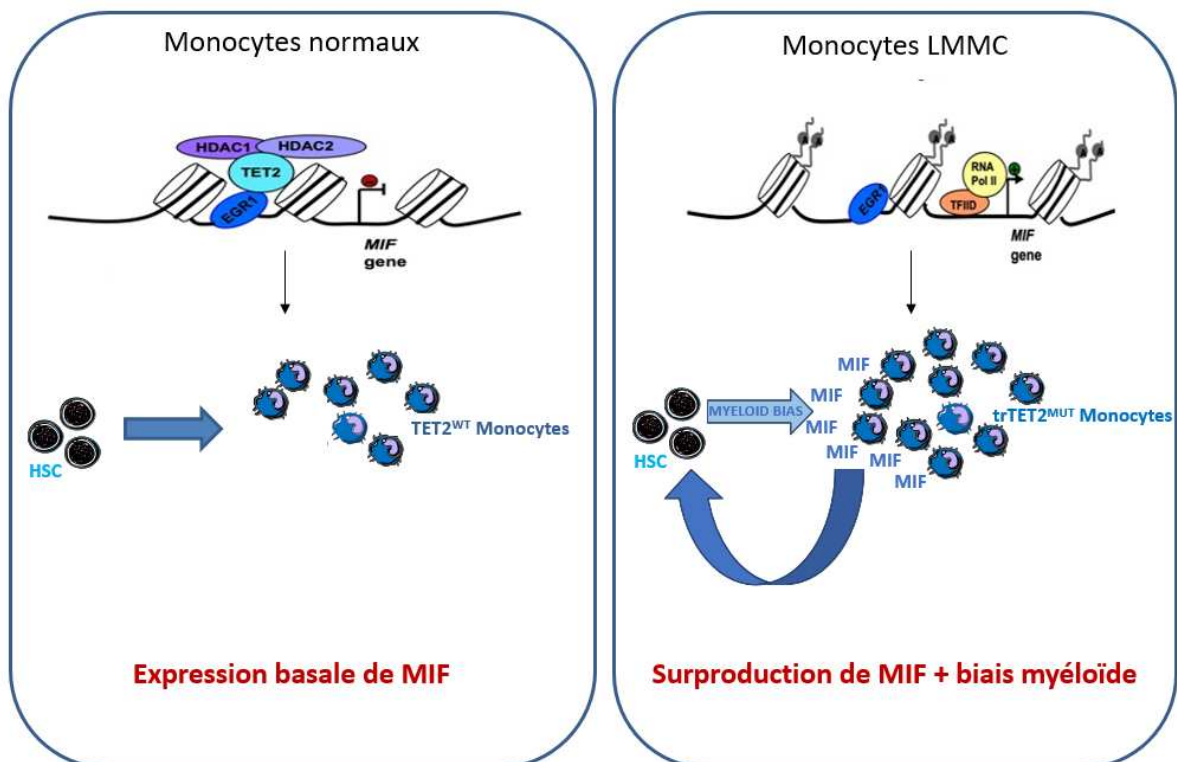 Monocytes normaux
HDAC1
HDAC2
TET2
EGR1
MIF
gene
HSC
TET2WT Monocytes
Expression basale de MIF
Monocytes LMMC
A
A
A
A
A
A
EGR1
RNA
Pol II
TFIID
MIF
gene
MIF
MIF
MIF
MIF
MIF
MIF
MYELOID BIAS
HSC
trTET2MUT Monocytes
Surproduction de MIF + biais myéloïde